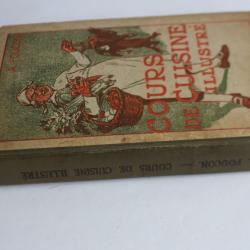 COURS
DE CUISINE
ILLUSTRÉ
FOUCON. — COURS DE CUISINE ILLUSTRÉ